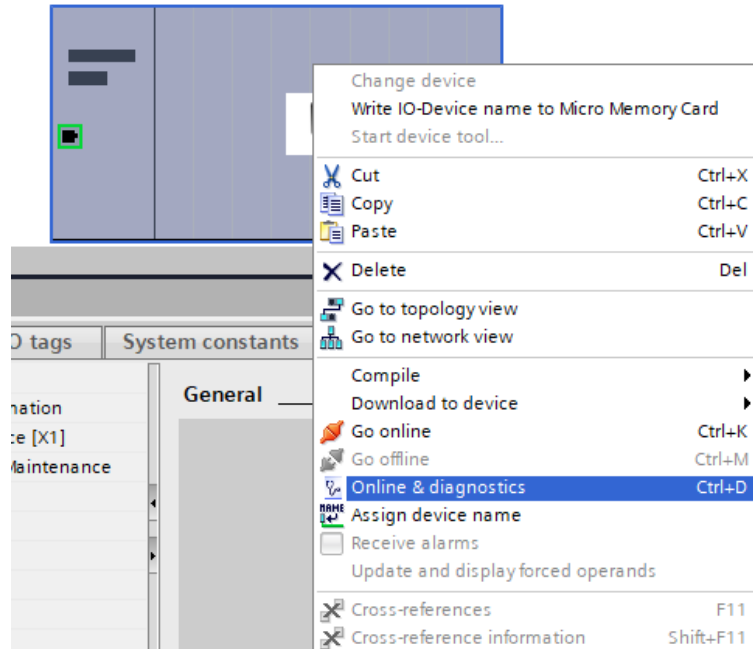 Change device
Write IO-Device name to Micro Memory Card
Start device tool...
Cut Ctrl+X
Copy Ctrl+C
Paste Ctrl+V
Delete Del
Go to topology view
Go to network view
Compile
Download to device
Go online Ctrl+K
Go offline Ctrl+M
Online & diagnostics Ctrl+D
NAME Assign device name
Receive alarms
Update and display forced operands
Cross-references F11
Cross-reference information Shift+F11
O tags System constants
General
mation
ce [X1]
Maintenance